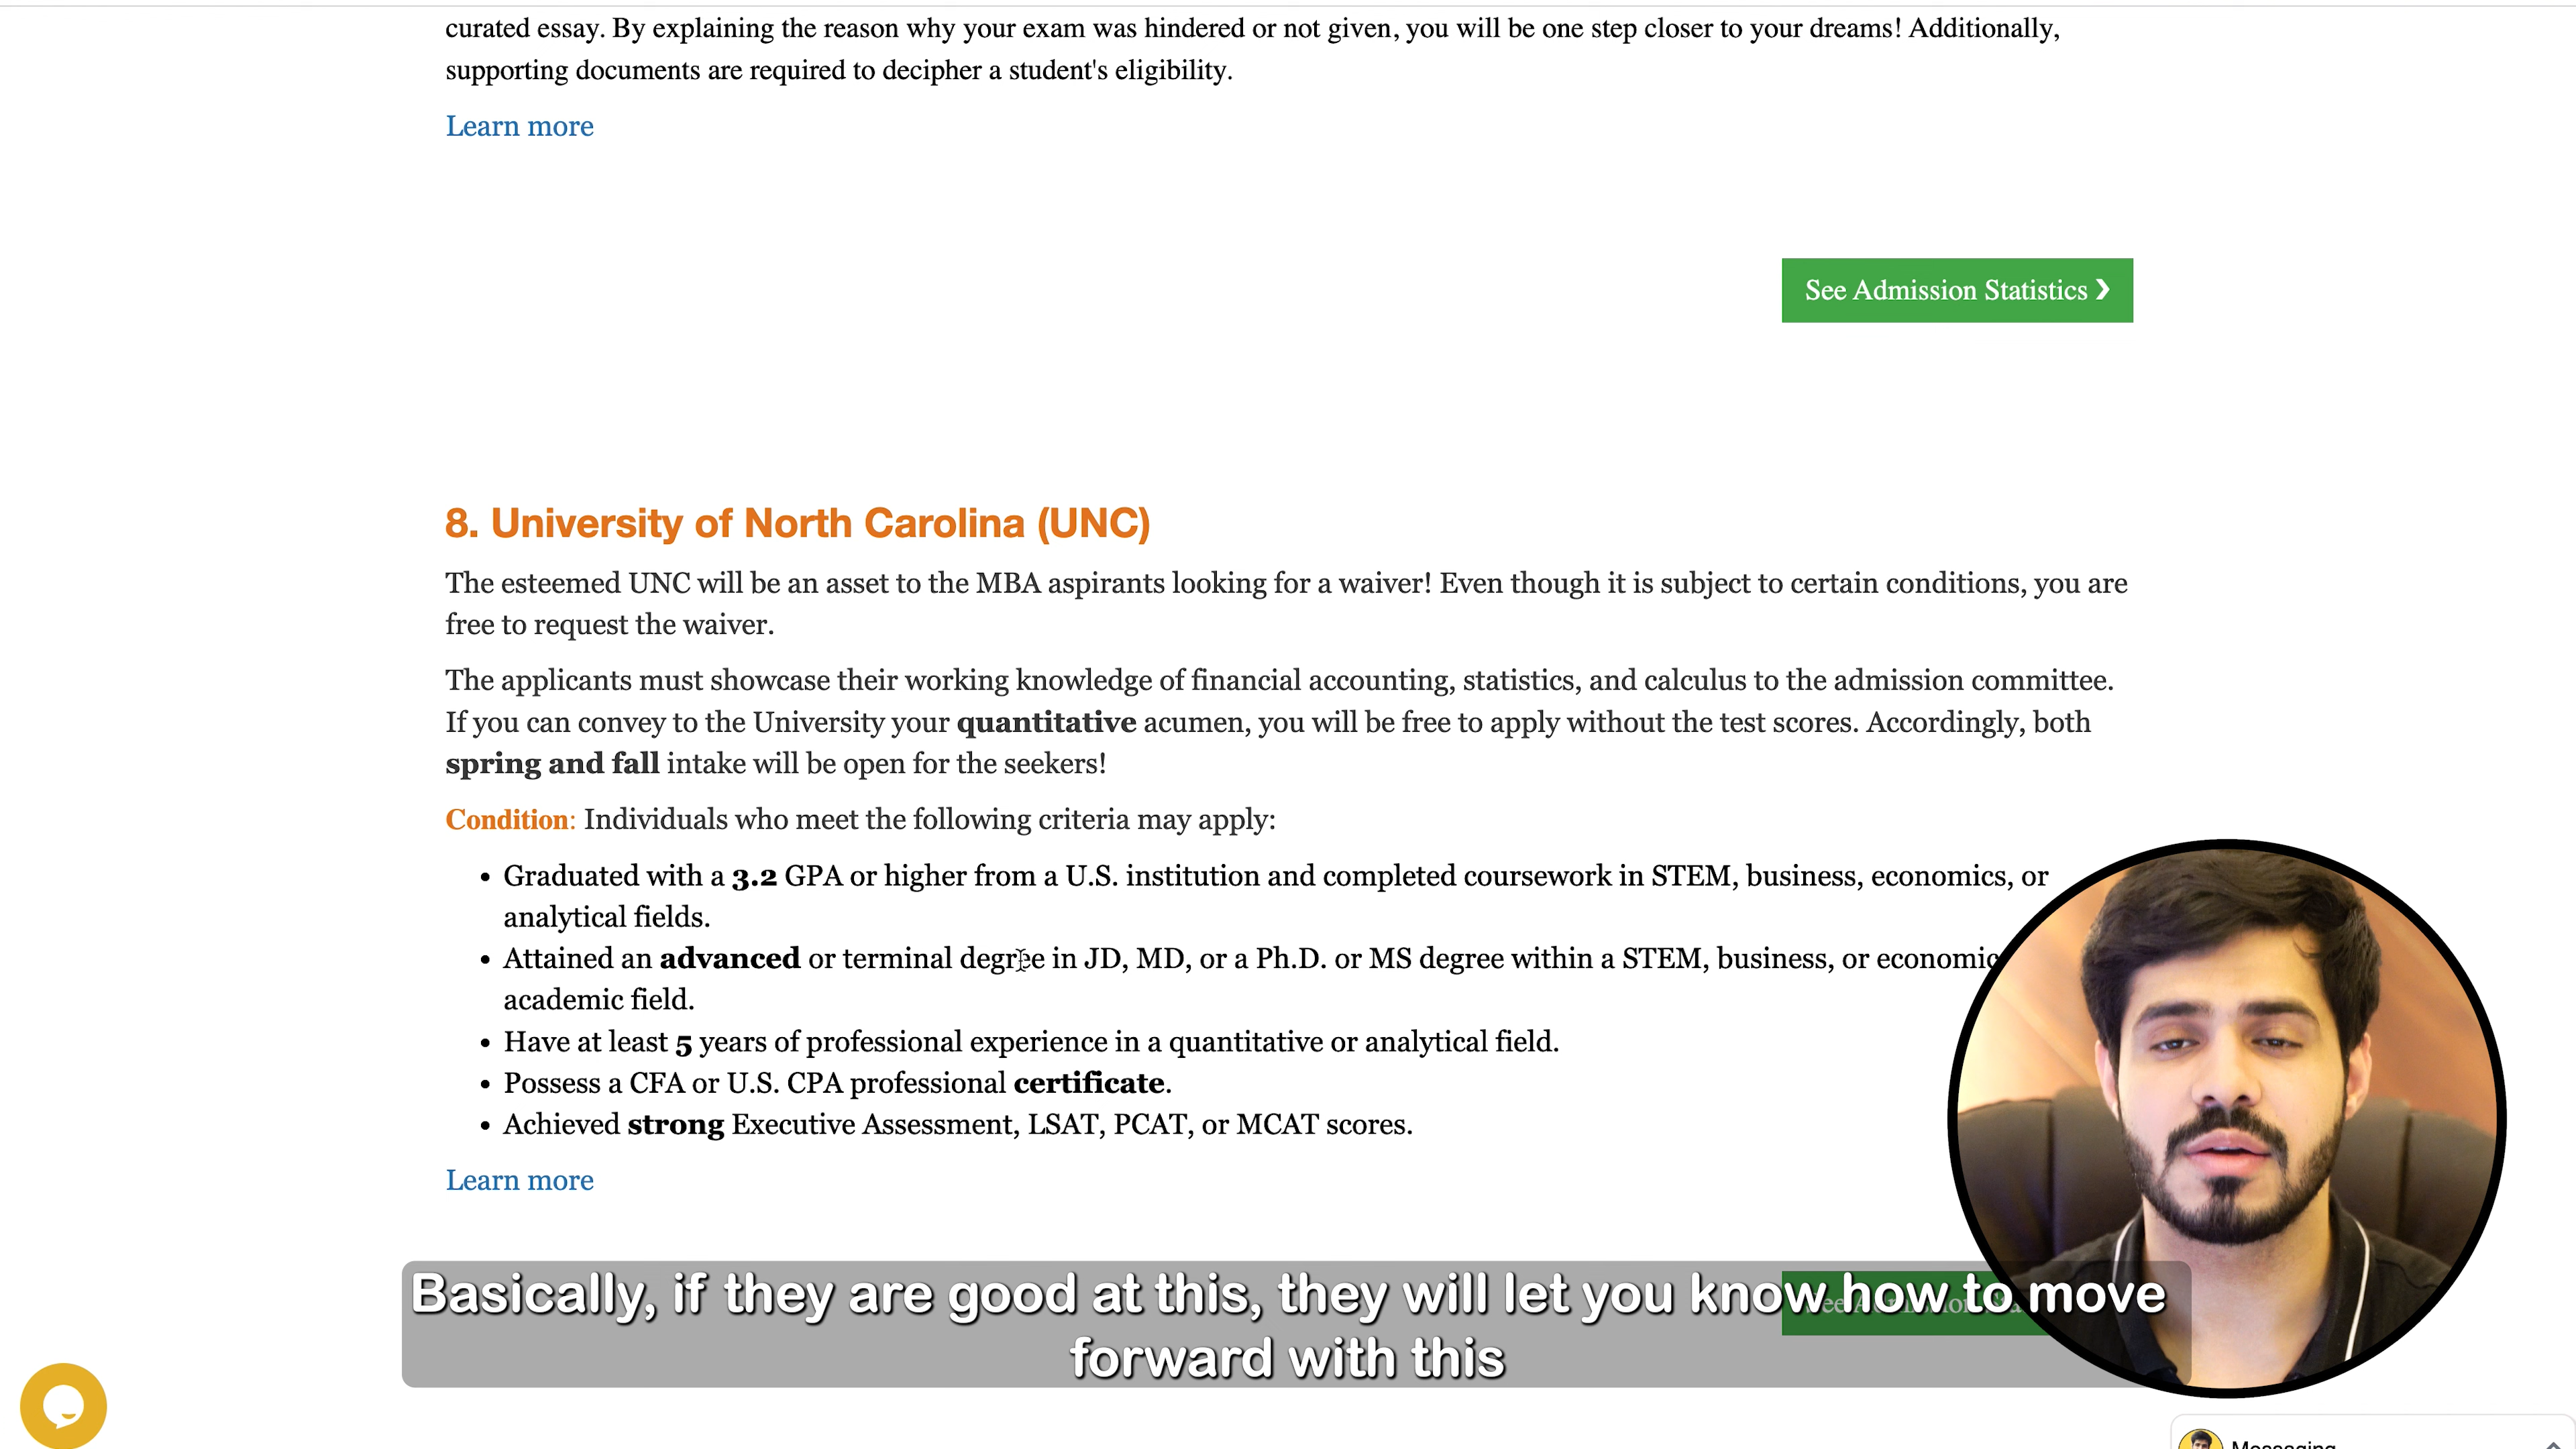 curated essay. By explaining the reason why your exam was hindered or not given, you will be one step closer to your dreams! Additionally,
supporting documents are required to decipher a student's eligibility.
Learn more
See Admission Statistics ❯
8. University of North Carolina (UNC)
The esteemed UNC will be an asset to the MBA aspirants looking for a waiver! Even though it is subject to certain conditions, you are
free to request the waiver.
The applicants must showcase their working knowledge of financial accounting, statistics, and calculus to the admission committee.
If you can convey to the University your quantitative acumen, you will be free to apply without the test scores. Accordingly, both
spring and fall intake will be open for the seekers!
Condition: Individuals who meet the following criteria may apply:
• Graduated with a 3.2 GPA or higher from a U.S. institution and completed coursework in STEM, business, economics, or
analytical fields.
• Attained an advanced or terminal degree in JD, MD, or a Ph.D. or MS degree within a STEM, business, or economic
academic field.
• Have at least 5 years of professional experience in a quantitative or analytical field.
• Possess a CFA or U.S. CPA professional certificate.
• Achieved strong Executive Assessment, LSAT, PCAT, or MCAT scores.
Learn more
Basically, if they are good at this, they will let you know how to move
forward with this
Messaging